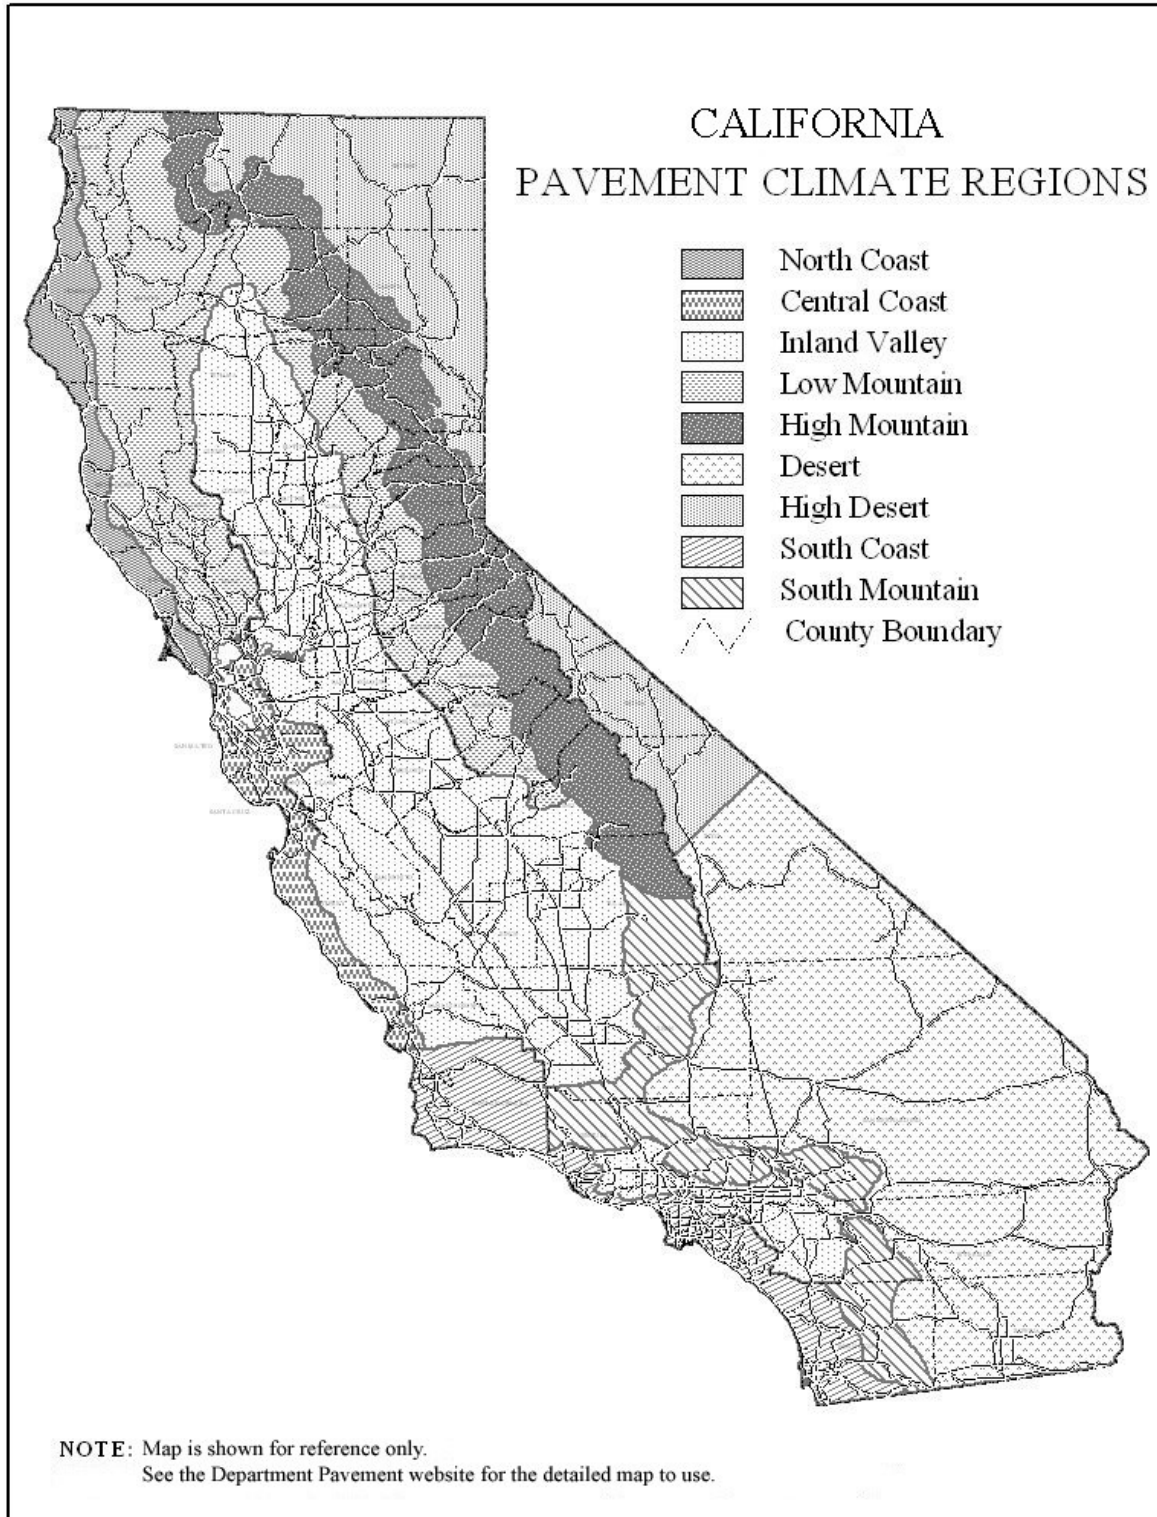 CALIFORNIA
PAVEMENT CLIMATE REGIONS
North Coast
Central Coast
Inland Valley
Low Mountain
High Mountain
Desert
High Desert
South Coast
South Mountain
County Boundary
NOTE: Map is shown for reference only.
See the Department Pavement website for the detailed map to use.